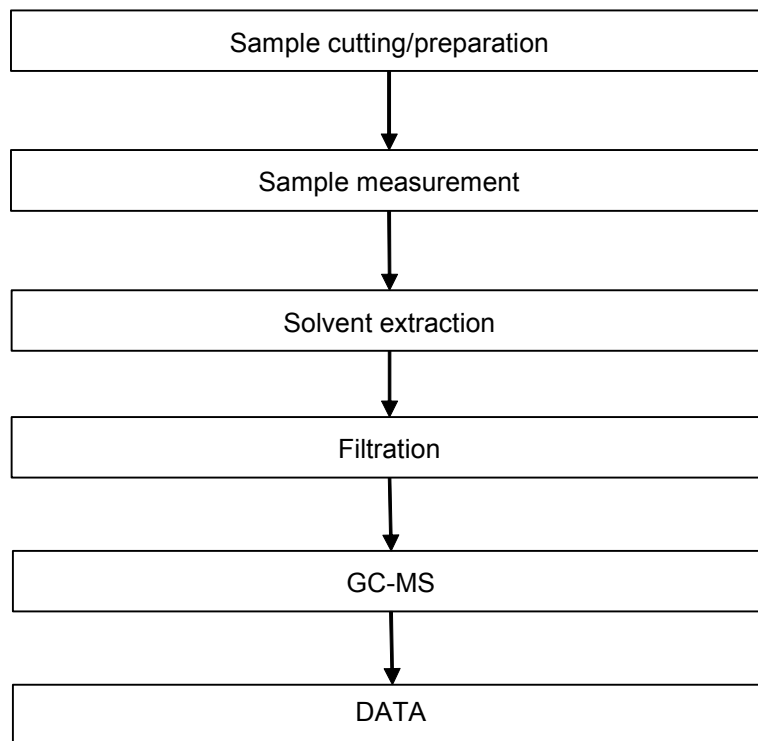 Sample cutting/preparation
Sample measurement
Solvent extraction
Filtration
GC-MS
DATA